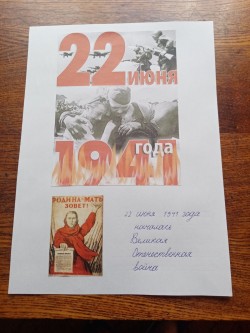 22
ИЮНЯ
1941
года
РОДИНА-МАТЬ
ЗОВЕТ!
22 июня 1941 года
началась
Великая
Отечественная
война